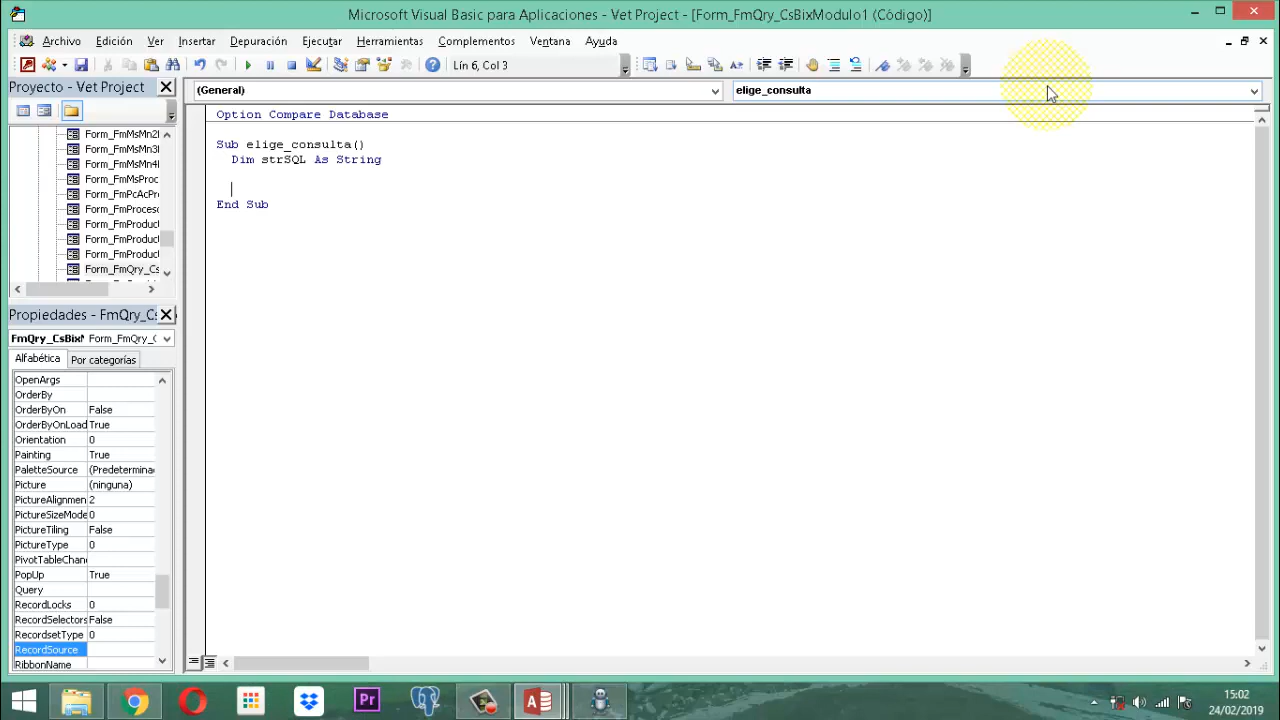 Microsoft Visual Basic para Aplicaciones - Vet Project - [Form_FmQry_CsBixModulo1 (Código)]
Archivo Edición Ver Insertar Depuración Ejecutar Herramientas Complementos Ventana Ayuda
Lín 6, Col 3
Proyecto - Vet Project
(General)
elige_consulta
Form_FmMsMn2
Form_FmMsMn3
Form_FmMsMn4
Form_FmMsProc
Form_FmPcAcPr
Form_FmProceso
Form_FmProduc
Form_FmProduc
Form_FmProduc
Form_FmQry_Cs
Option Compare Database
Sub elige_consulta()
Dim strSQL As String
End Sub
Propiedades - FmQry_Cs
FmQry_CsBix Form_FmQry_
Alfabética Por categorías
OpenArgs
OrderBy
OrderByOn False
OrderByOnLoad True
Orientation 0
Painting True
PaletteSource (Predetermina
Picture (ninguna)
PictureAlignmen 2
PictureSizeMode 0
PictureTiling False
PictureType 0
PivotTableChan
PopUp True
Query
RecordLocks 0
RecordSelectors False
RecordsetType 0
RecordSource
RibbonName
Pr
15:02
24/02/2019